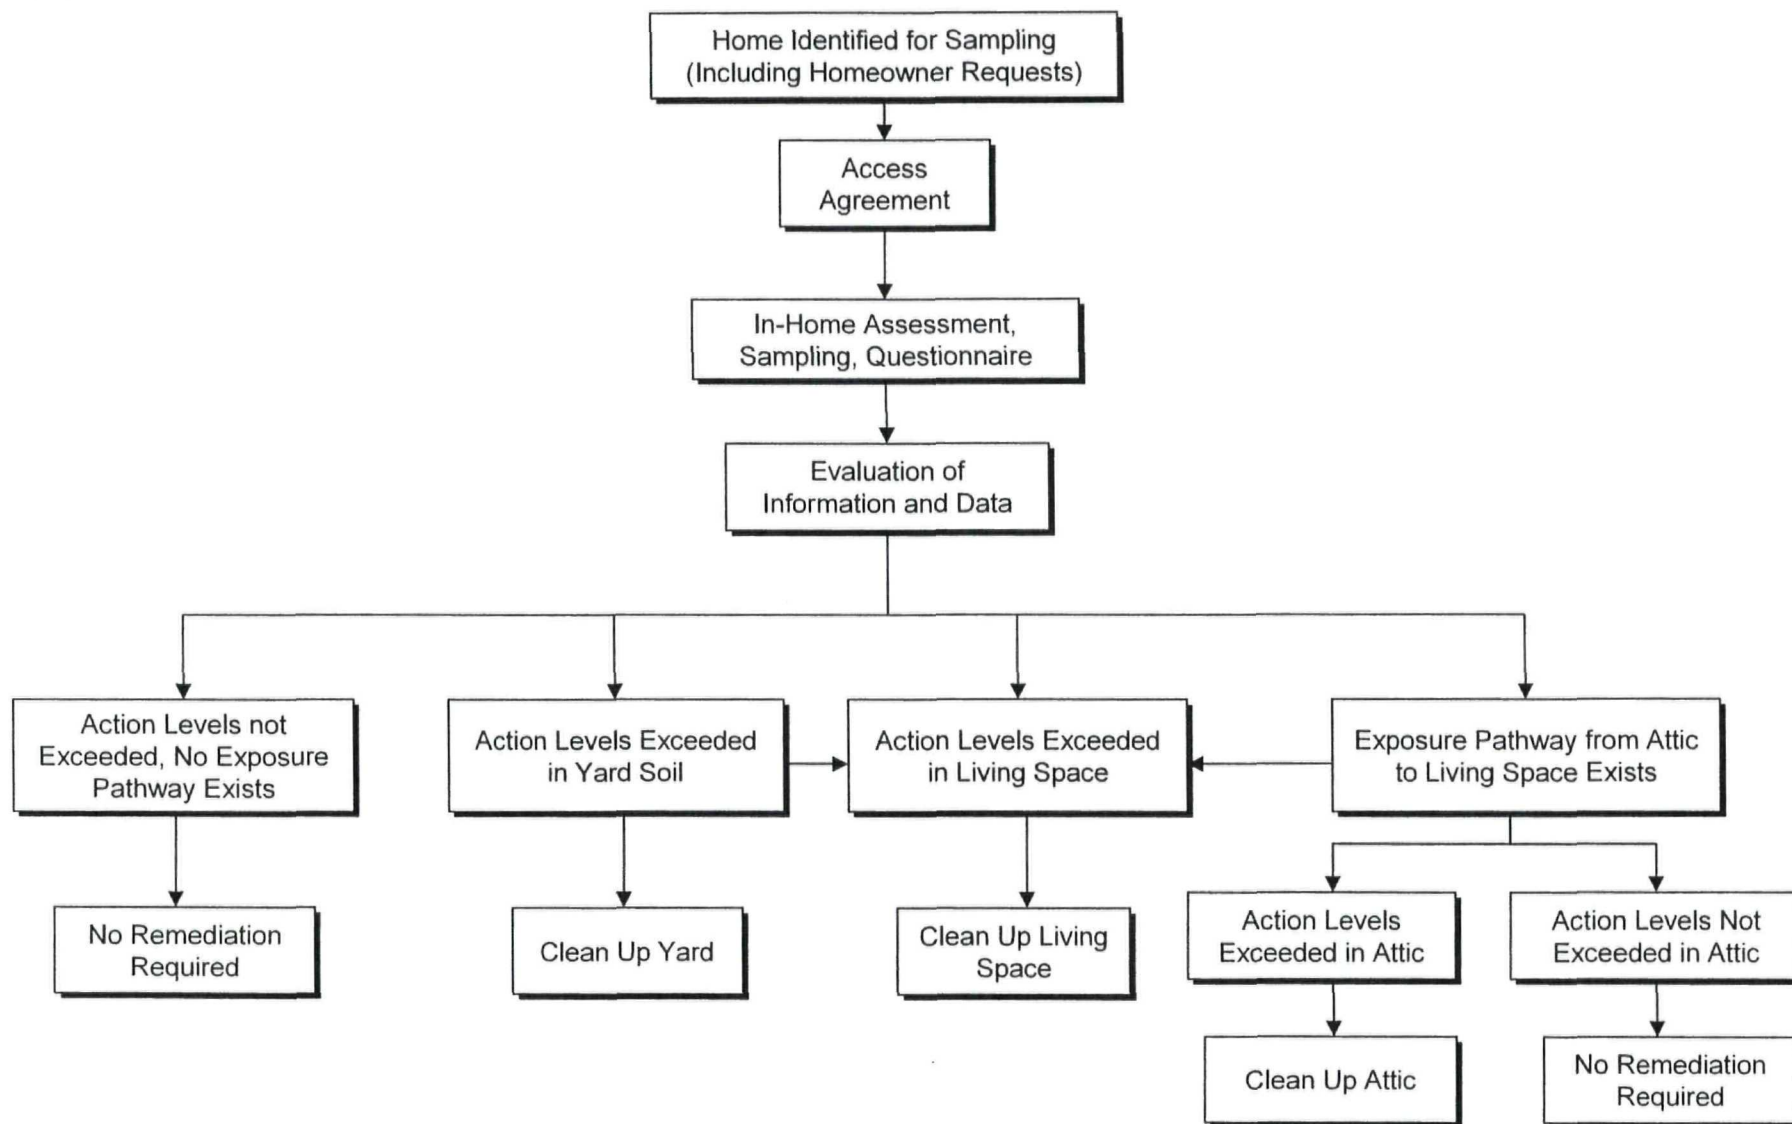 Home Identified for Sampling
(Including Homeowner Requests)
Access
Agreement
In-Home Assessment,
Sampling, Questionnaire
Evaluation of
Information and Data
Action Levels not
Exceeded, No Exposure
Pathway Exists
Action Levels Exceeded
in Yard Soil
Action Levels Exceeded
in Living Space
Exposure Pathway from Attic
to Living Space Exists
No Remediation
Required
Clean Up Yard
Clean Up Living
Space
Action Levels
Exceeded in Attic
Action Levels Not
Exceeded in Attic
Clean Up Attic
No Remediation
Required